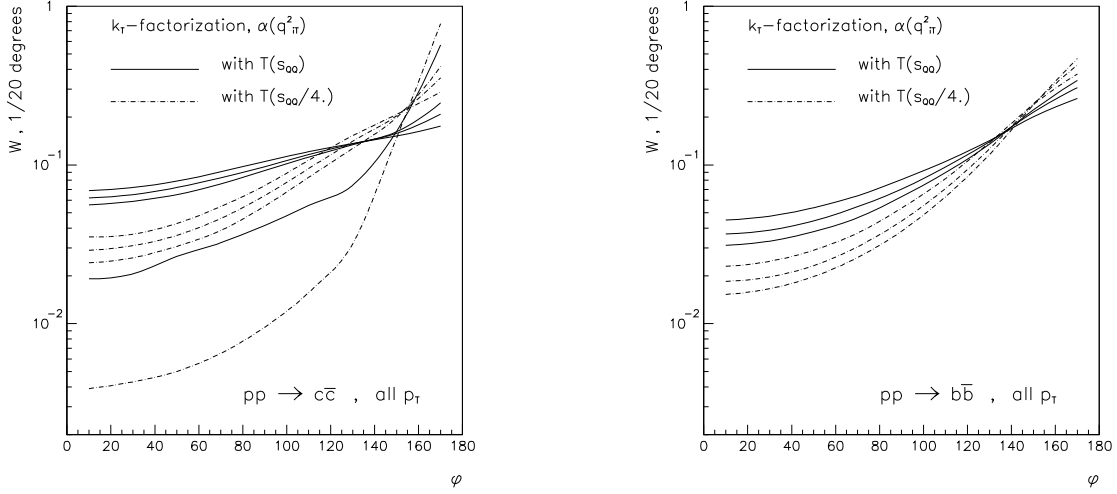 W , 1/20 degrees
1
10⁻¹
10⁻²
k_T-factorization, α(q²_iT)
with T(s_QQ)
with T(s_QQ/4.)
pp → cc̅ , all p_T
0 20 40 60 80 100 120 140 160 180
φ
W , 1/20 degrees
1
10⁻¹
10⁻²
k_T-factorization, α(q²_iT)
with T(s_QQ)
with T(s_QQ/4.)
pp → bb̅ , all p_T
0 20 40 60 80 100 120 140 160 180
φ